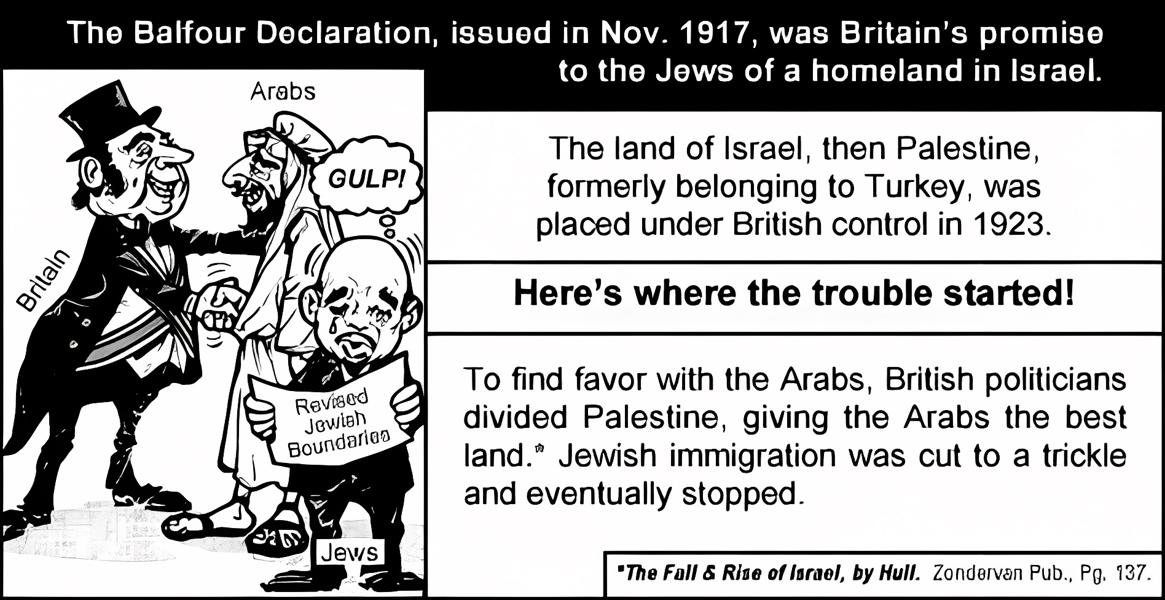 The Balfour Declaration, issued in Nov. 1917, was Britain's promise
to the Jews of a homeland in Israel.
Arabs
GULP!
Britain
Revised
Jewish
Boundaries
Jews
The land of Israel, then Palestine,
formerly belonging to Turkey, was
placed under British control in 1923.
Here's where the trouble started!
To find favor with the Arabs, British politicians
divided Palestine, giving the Arabs the best
land.* Jewish immigration was cut to a trickle
and eventually stopped.
*The Fall & Rise of Israel, by Hull. Zondervan Pub., Pg. 137.